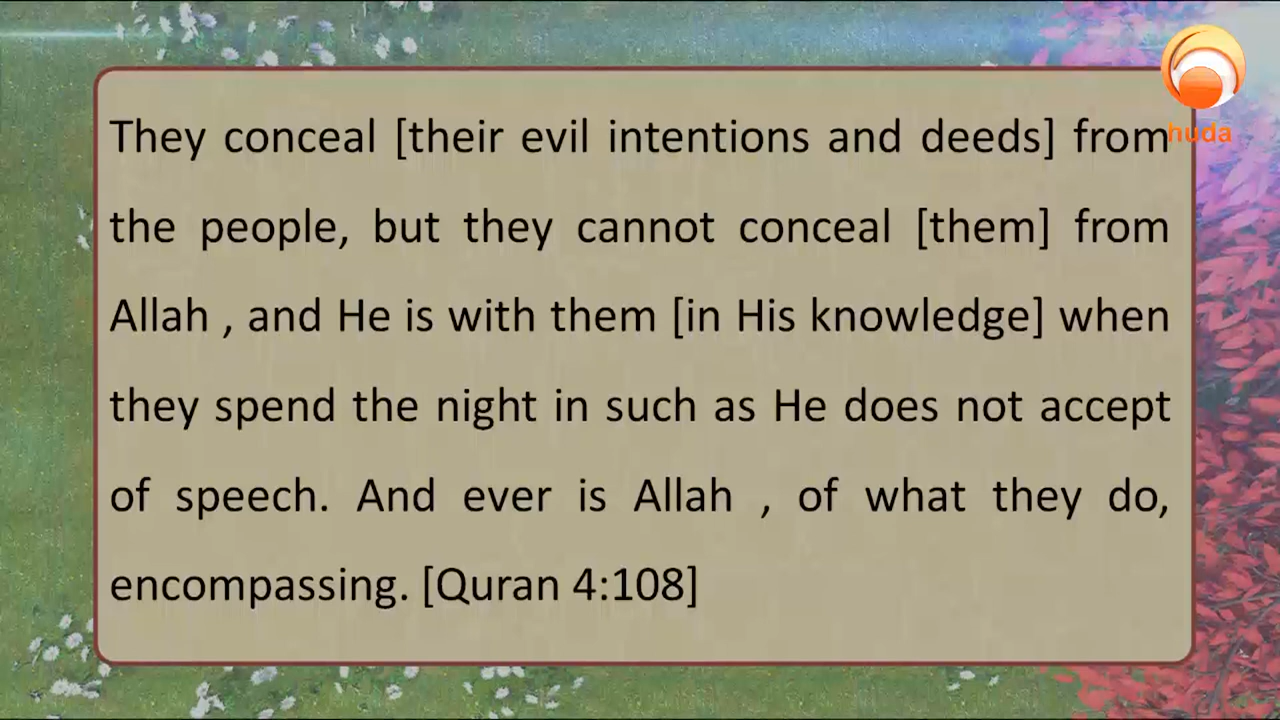 They conceal [their evil intentions and deeds] from
the people, but they cannot conceal [them] from
Allah , and He is with them [in His knowledge] when
they spend the night in such as He does not accept
of speech. And ever is Allah , of what they do,
encompassing. [Quran 4:108]
huda